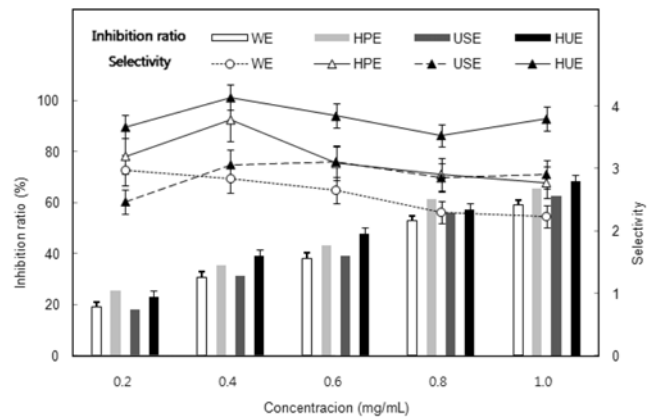 Inhibition ratio WE HPE USE HUE
Selectivity WE HPE USE HUE
100
80
60
40
20
0
Inhibition ratio (%)
4
3
2
1
0
Selectivity
0.2 0.4 0.6 0.8 1.0
Concentracion (mg/mL)